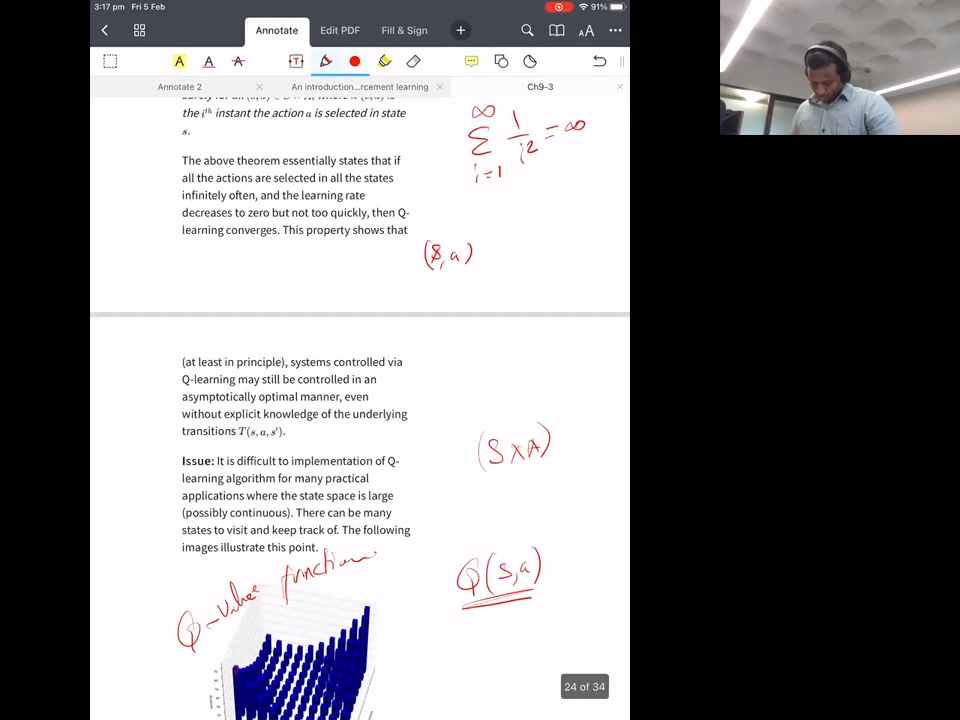 3:17 pm Fri 5 Feb
91%
Annotate
Edit PDF
Fill & Sign
Annotate 2
An introduction...rcement learning
Ch9-3
the iᵗʰ instant the action a is selected in state
s.
∞
∑ 1/i² = ∞
i=1
The above theorem essentially states that if
all the actions are selected in all the states
infinitely often, and the learning rate
decreases to zero but not too quickly, then Q-
learning converges. This property shows that
(s, a)
(at least in principle), systems controlled via
Q-learning may still be controlled in an
asymptotically optimal manner, even
without explicit knowledge of the underlying
transitions T(s, a, s′).
(S×A)
Issue: It is difficult to implementation of Q-
learning algorithm for many practical
applications where the state space is large
(possibly continuous). There can be many
states to visit and keep track of. The following
images illustrate this point.
Q-value function
Q(s,a)
24 of 34